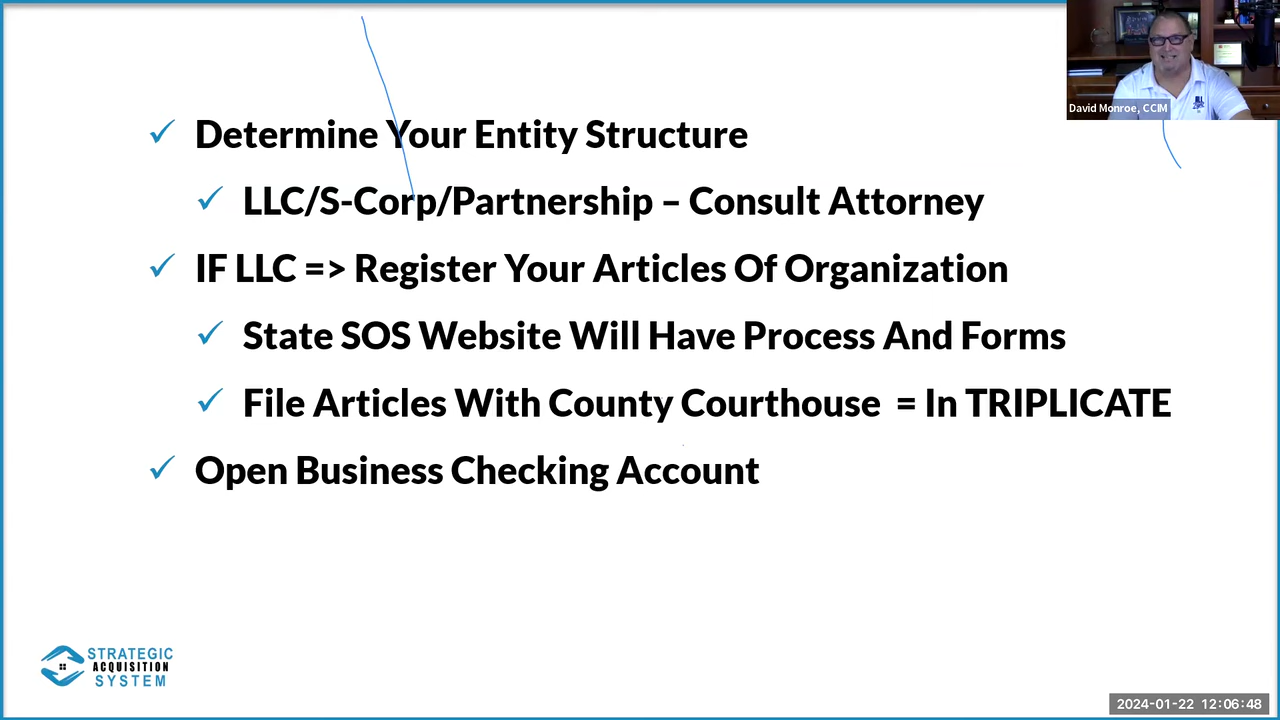 David Monroe, CCIM
Determine Your Entity Structure
LLC/S-Corp/Partnership – Consult Attorney
IF LLC => Register Your Articles Of Organization
State SOS Website Will Have Process And Forms
File Articles With County Courthouse = In TRIPLICATE
Open Business Checking Account
STRATEGIC
ACQUISITION
SYSTEM
2024-01-22 12:06:48